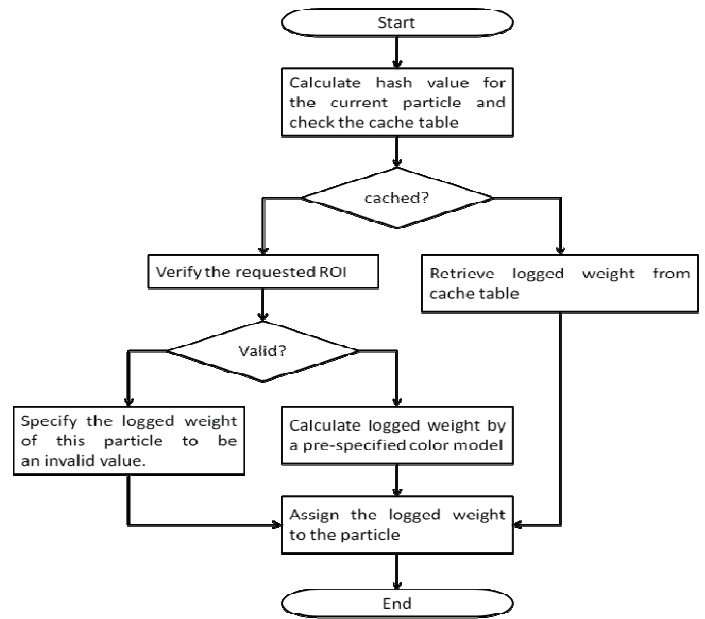 Start
Calculate hash value for
the current particle and
check the cache table
cached?
Verify the requested ROI
Retrieve logged weight from
cache table
Valid?
Specify the logged weight
of this particle to be
an invalid value.
Calculate logged weight by
a pre-specified color model
Assign the logged weight
to the particle
End